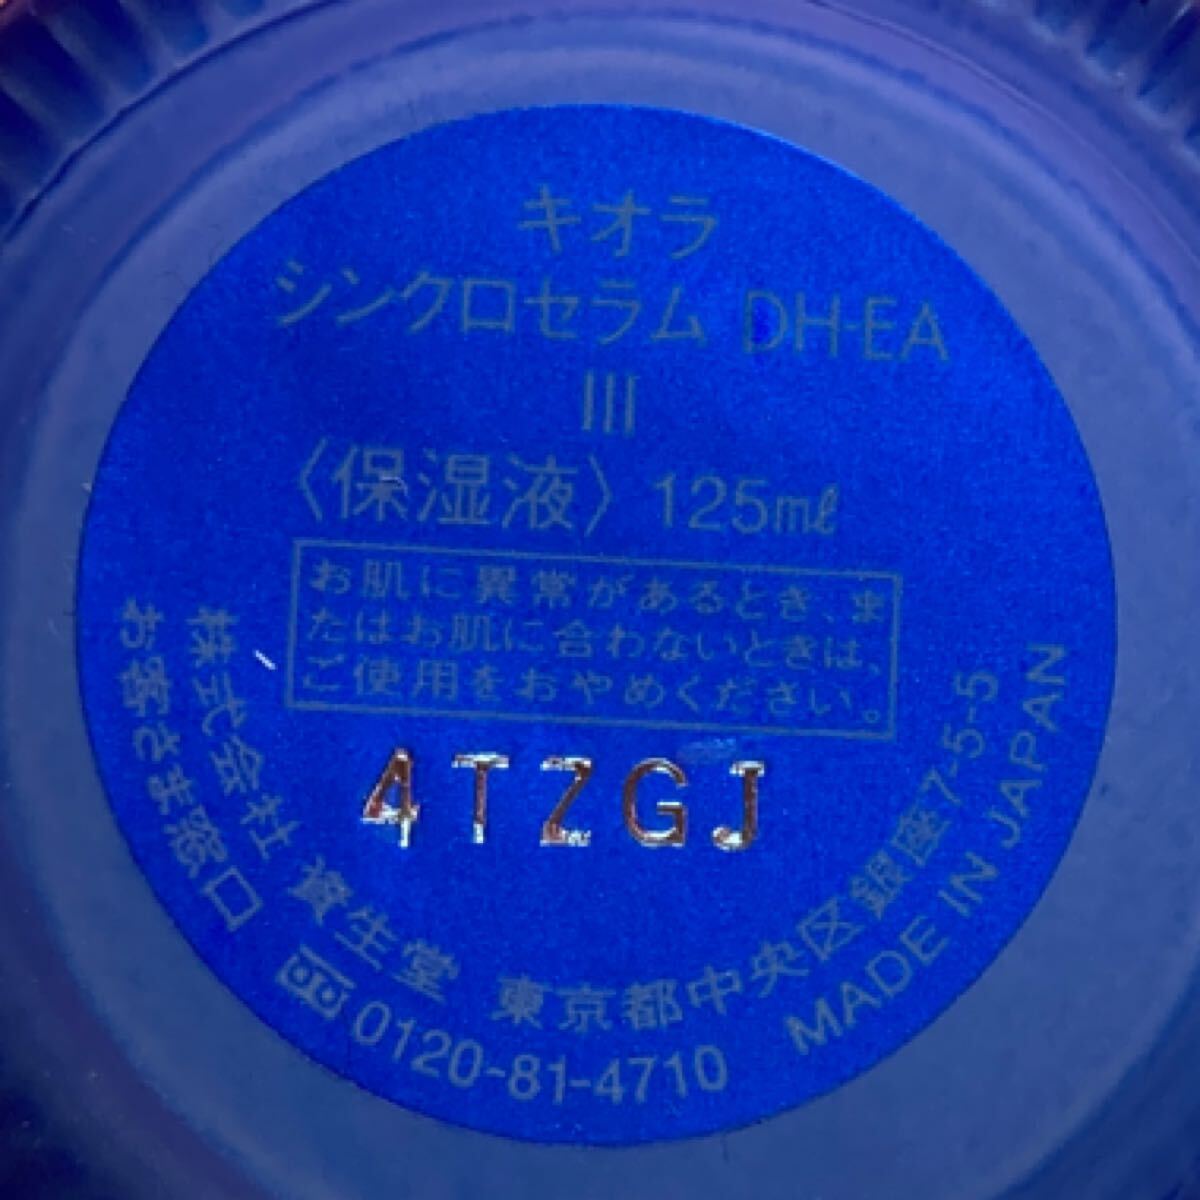 キオラ
シンクロセラム DH-EA
III
〈保湿液〉 125ml
お肌に異常があるとき、ま
たはお肌に合わないときは、
ご使用をおやめください。
4TZGJ
株式会社 資生堂 東京都中央区銀座7-5-5
お客さま窓口 0120-81-4710 MADE IN JAPAN